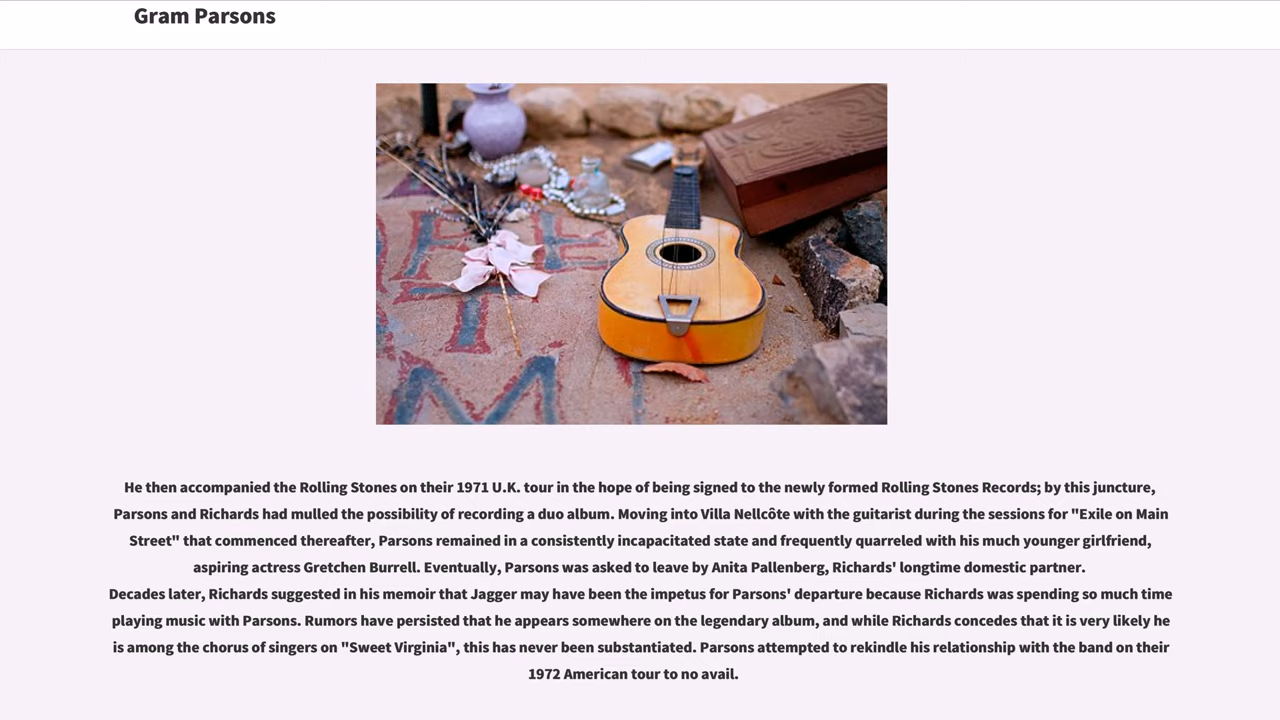 Gram Parsons
He then accompanied the Rolling Stones on their 1971 U.K. tour in the hope of being signed to the newly formed Rolling Stones Records; by this juncture,
Parsons and Richards had mulled the possibility of recording a duo album. Moving into Villa Nellcôte with the guitarist during the sessions for "Exile on Main
Street" that commenced thereafter, Parsons remained in a consistently incapacitated state and frequently quarreled with his much younger girlfriend,
aspiring actress Gretchen Burrell. Eventually, Parsons was asked to leave by Anita Pallenberg, Richards' longtime domestic partner.
Decades later, Richards suggested in his memoir that Jagger may have been the impetus for Parsons' departure because Richards was spending so much time
playing music with Parsons. Rumors have persisted that he appears somewhere on the legendary album, and while Richards concedes that it is very likely he
is among the chorus of singers on "Sweet Virginia", this has never been substantiated. Parsons attempted to rekindle his relationship with the band on their
1972 American tour to no avail.